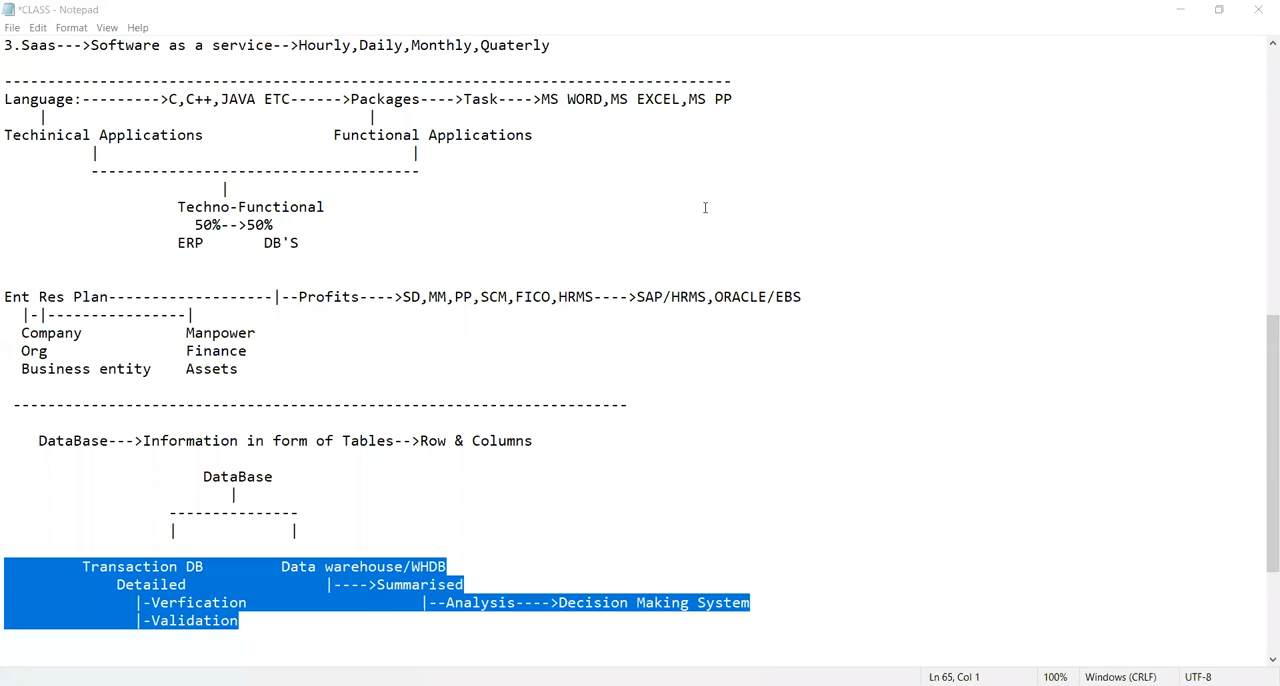 *CLASS - Notepad
File Edit Format View Help
3.Saas--->Software as a service-->Hourly,Daily,Monthly,Quaterly
-------------------------------------------------------------------------------------
Language:--------->C,C++,JAVA ETC------>Packages---->Task---->MS WORD,MS EXCEL,MS PP
| |
Techinical Applications Functional Applications
| |
--------------------------------------
|
Techno-Functional
50%-->50%
ERP DB'S
Ent Res Plan-------------------|--Profits---->SD,MM,PP,SCM,FICO,HRMS---->SAP/HRMS,ORACLE/EBS
|-|----------------|
Company Manpower
Org Finance
Business entity Assets
-----------------------------------------------------------------------
DataBase--->Information in form of Tables-->Row & Columns
DataBase
|
---------------
| |
Transaction DB Data warehouse/WHDB
Detailed |---->Summarised
|-Verfication |--Analysis---->Decision Making System
|-Validation
Ln 65, Col 1 100% Windows (CRLF) UTF-8